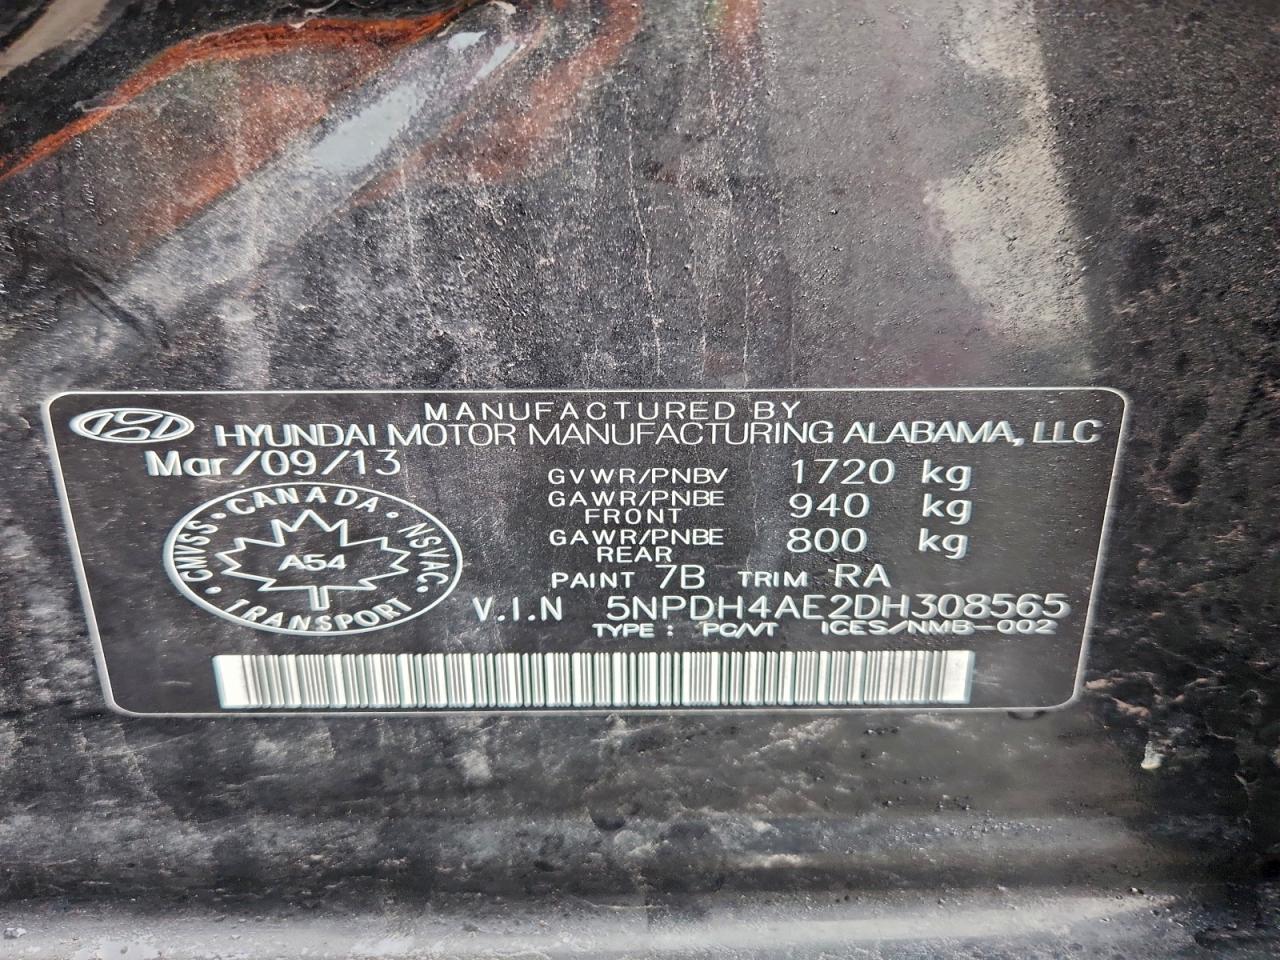 MANUFACTURED BY
HYUNDAI MOTOR MANUFACTURING ALABAMA, LLC
Mar/09/13
GVWR/PNBV 1720 kg
GAWR/PNBE FRONT 940 kg
GAWR/PNBE REAR 800 kg
PAINT 7B TRIM RA
V.I.N 5NPDH4AE2DH308565
TYPE: PC/VT ICES/NMB-002
CMVSS • CANADA • NSVAC • TRANSPORT
A54